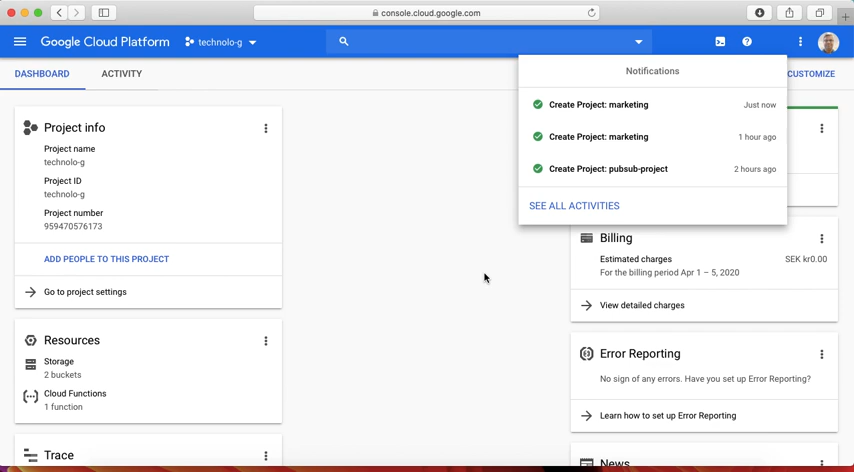 console.cloud.google.com
Google Cloud Platform
technolo-g
DASHBOARD
ACTIVITY
CUSTOMIZE
Notifications
Create Project: marketing
Just now
Create Project: marketing
1 hour ago
Create Project: pubsub-project
2 hours ago
SEE ALL ACTIVITIES
Project info
Project name
technolo-g
Project ID
technolo-g
Project number
959470576173
ADD PEOPLE TO THIS PROJECT
Go to project settings
Resources
Storage
2 buckets
Cloud Functions
1 function
Trace
Billing
Estimated charges
SEK kr0.00
For the billing period Apr 1 – 5, 2020
View detailed charges
Error Reporting
No sign of any errors. Have you set up Error Reporting?
Learn how to set up Error Reporting
News